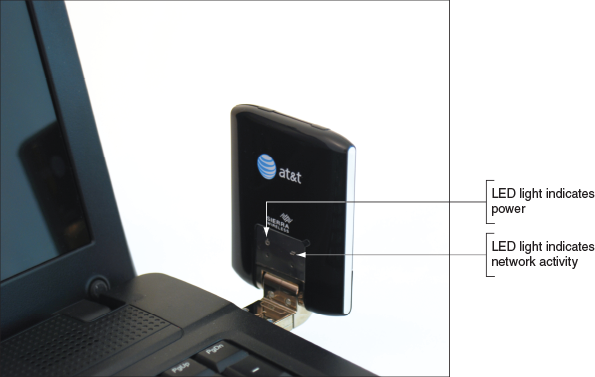 at&t
SIERRA
WIRELESS
LED light indicates
power
LED light indicates
network activity
PgUp
PgDn